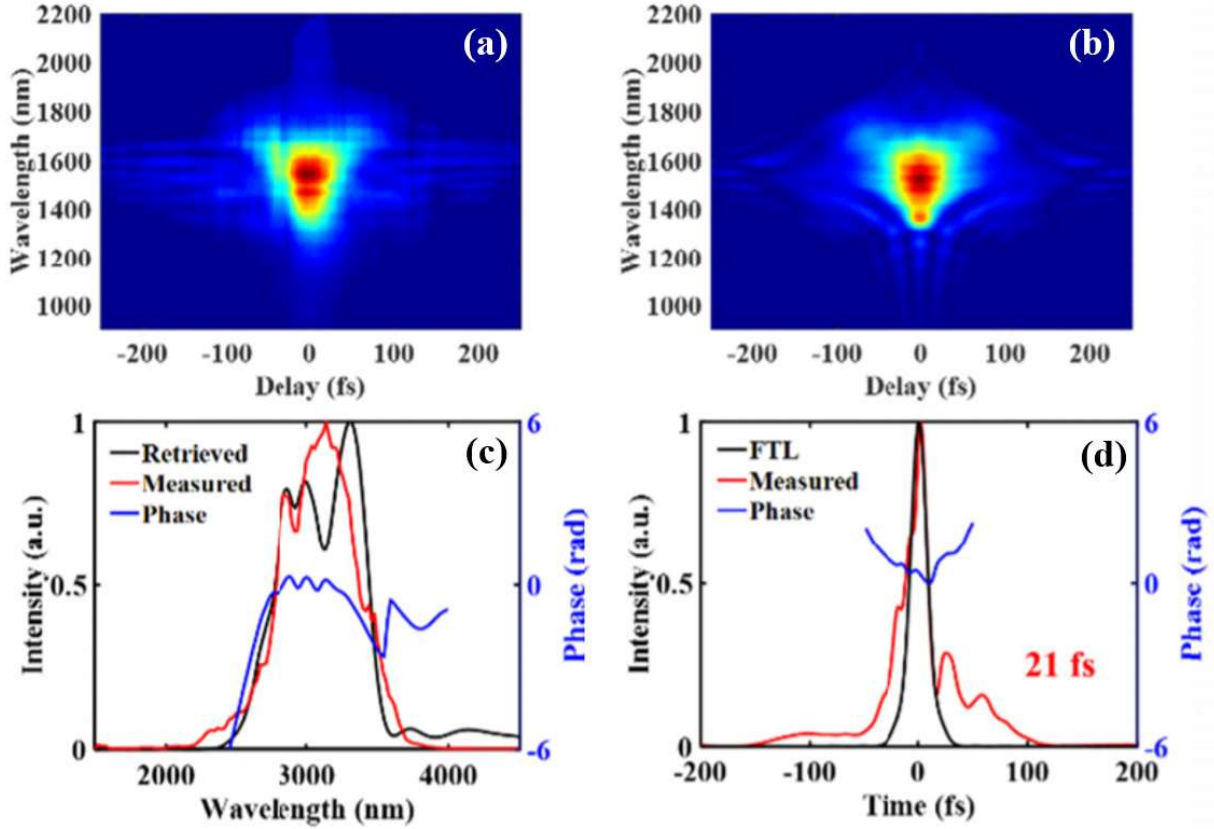 2200
2000
1800
1600
1400
1200
1000
Wavelength (nm)
(a)
-200 -100 0 100 200
Delay (fs)
2200
2000
1800
1600
1400
1200
1000
Wavelength (nm)
(b)
-200 -100 0 100 200
Delay (fs)
1
0.5
0
Intensity (a.u.)
Retrieved
Measured
Phase
(c)
6
0
-6
Phase (rad)
2000 3000 4000
Wavelength (nm)
1
0.5
0
Intensity (a.u.)
FTL
Measured
Phase
(d)
21 fs
6
0
-6
Phase (rad)
-200 -100 0 100 200
Time (fs)